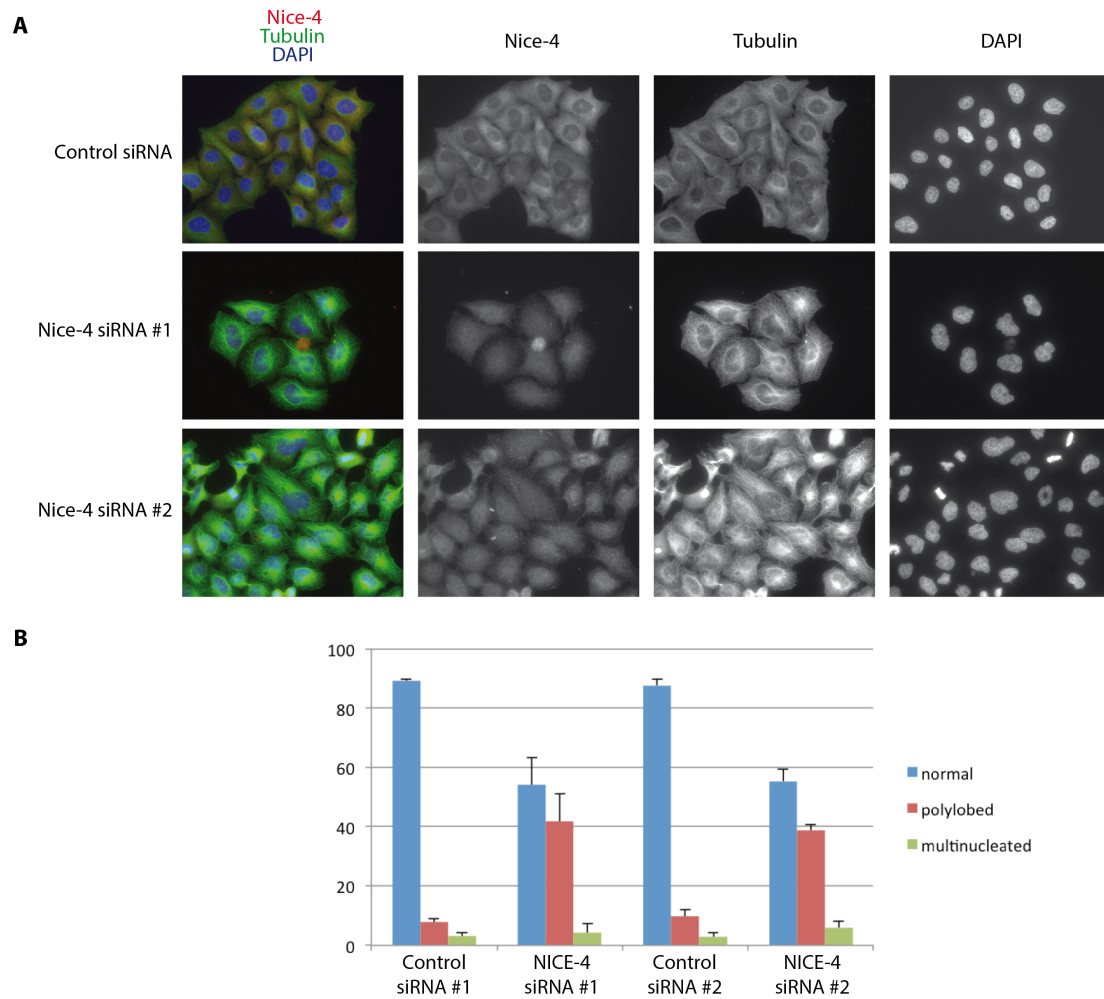 A
Nice-4
Tubulin
DAPI
Nice-4
Tubulin
DAPI
Control siRNA
Nice-4 siRNA #1
Nice-4 siRNA #2
B
100
80
60
40
20
0
Control
siRNA #1
NICE-4
siRNA #1
Control
siRNA #2
NICE-4
siRNA #2
normal
polylobed
multinucleated